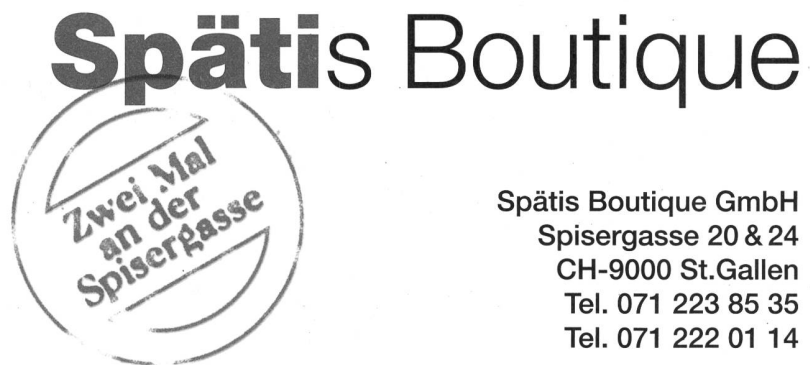 Spätis Boutique
Zwei Mal
an der
Spisergasse
Spätis Boutique GmbH
Spisergasse 20 & 24
CH-9000 St.Gallen
Tel. 071 223 85 35
Tel. 071 222 01 14